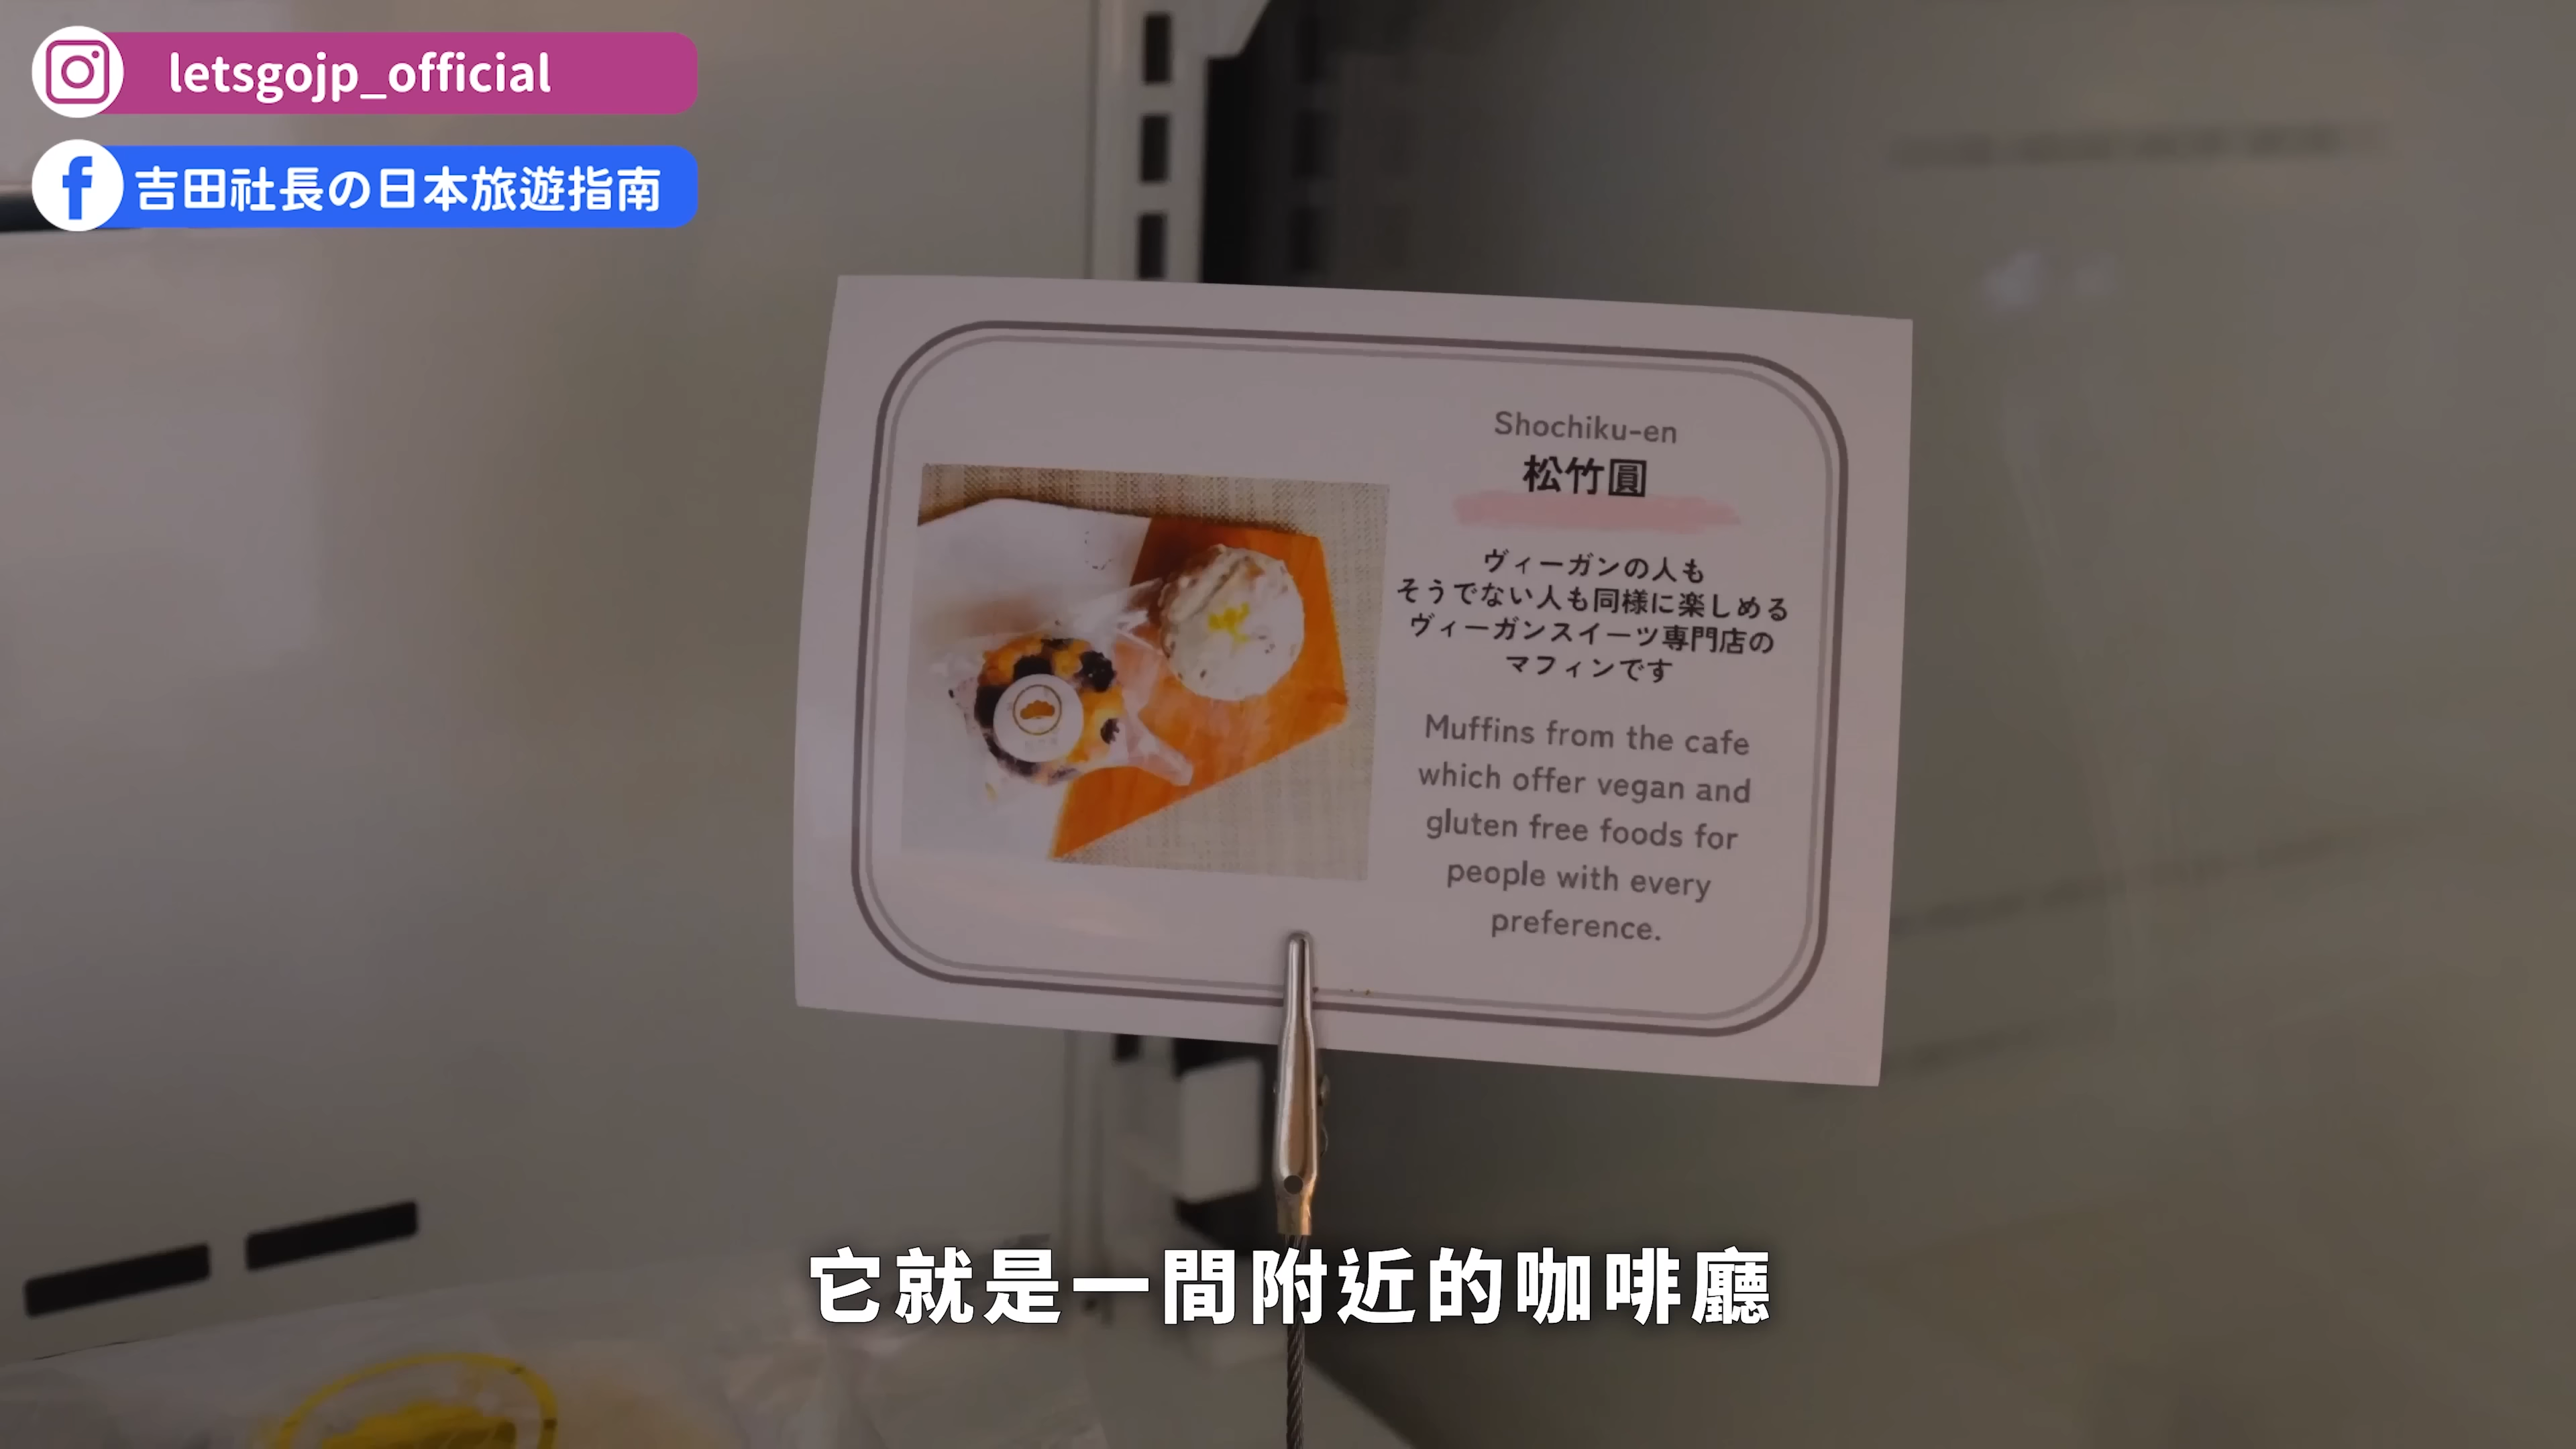 letsgojp_official
吉田社長の日本旅遊指南
Shochiku-en
松竹圓
ヴィーガンの人も
そうでない人も同様に楽しめる
ヴィーガンスイーツ専門店の
マフィンです
Muffins from the cafe
which offer vegan and
gluten free foods for
people with every
preference.
它就是一間附近的咖啡廳